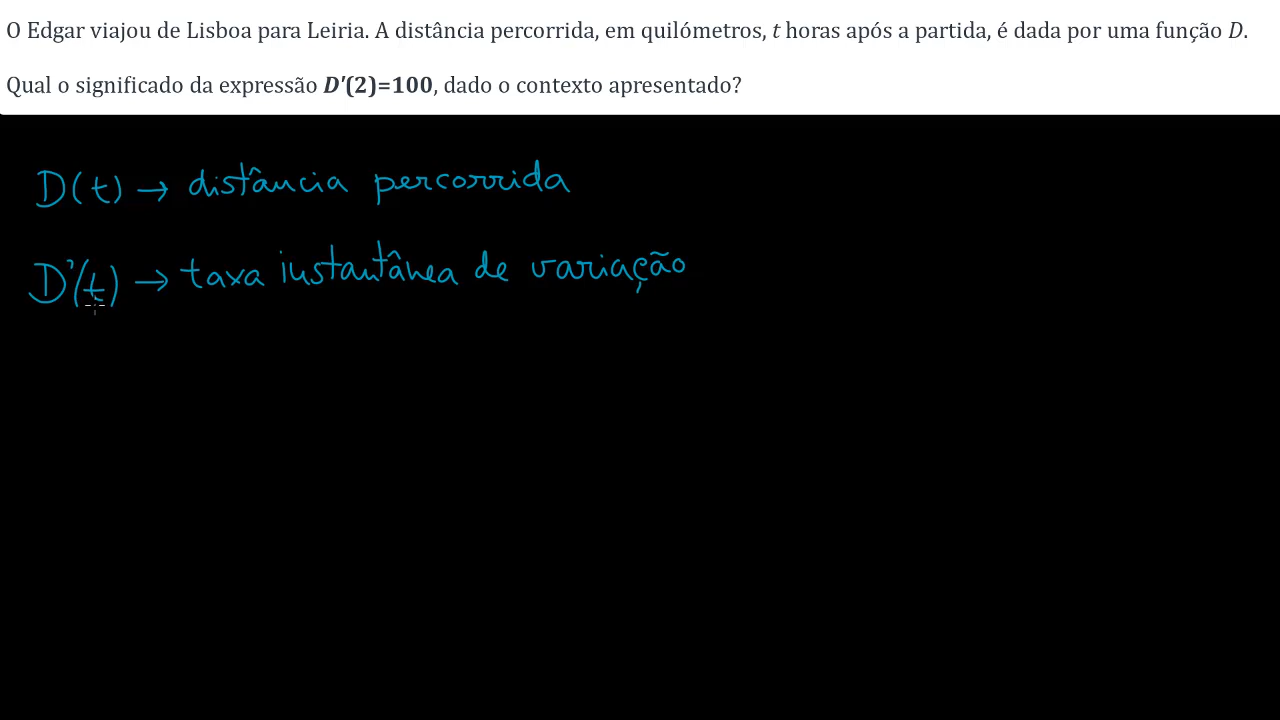 O Edgar viajou de Lisboa para Leiria. A distância percorrida, em quilómetros, t horas após a partida, é dada por uma função D.
Qual o significado da expressão D'(2)=100, dado o contexto apresentado?
D(t) → distância percorrida
D'(t) → taxa instantânea de variação